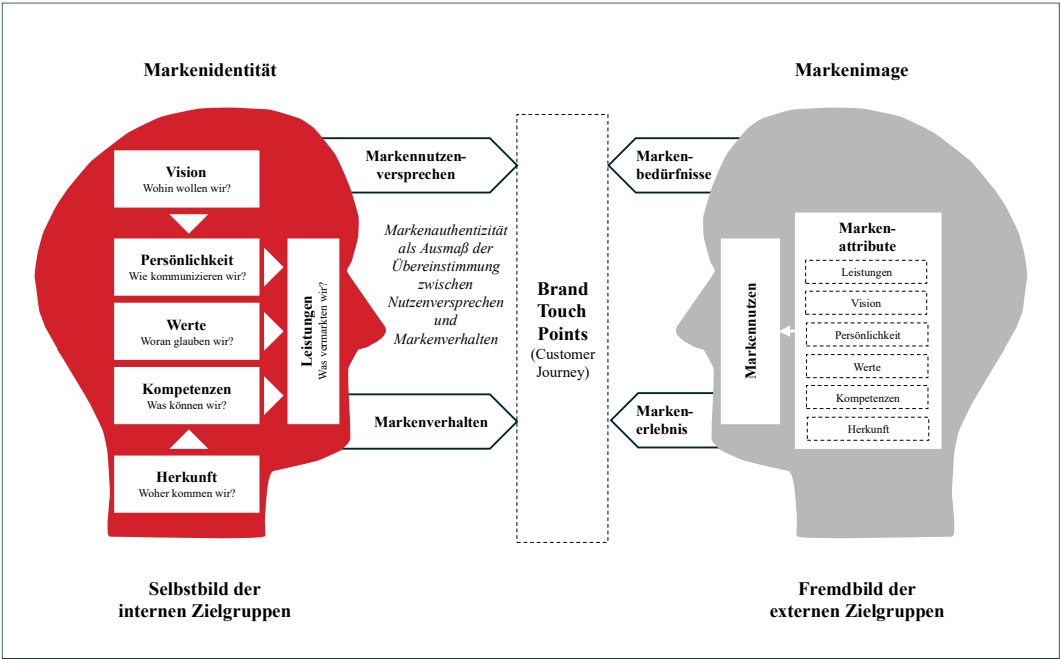 Markenidentität
Vision
Wohin wollen wir?
Persönlichkeit
Wie kommunizieren wir?
Werte
Woran glauben wir?
Kompetenzen
Was können wir?
Herkunft
Woher kommen wir?
Leistungen
Was vermarkten wir?
Selbstbild der
internen Zielgruppen
Markennutzen-
versprechen
Markenauthentizität
als Ausmaß der
Übereinstimmung
zwischen
Nutzenversprechen
und
Markenverhalten
Markenverhalten
Brand
Touch
Points
(Customer
Journey)
Markenimage
Marken-
bedürfnisse
Marken-
erlebnis
Markennutzen
Marken-
attribute
Leistungen
Vision
Persönlichkeit
Werte
Kompetenzen
Herkunft
Fremdbild der
externen Zielgruppen